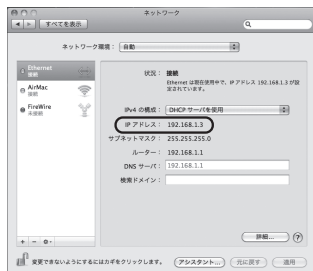 ネットワーク
すべてを表示
ネットワーク環境： 自動
Ethernet
接続
AirMac
接続
FireWire
未接続
状況： 接続
Ethernet は現在使用中で、IP アドレス 192.168.1.3 が設
定されています。
IPv4 の構成： DHCP サーバを使用
IP アドレス： 192.168.1.3
サブネットマスク： 255.255.255.0
ルーター： 192.168.1.1
DNS サーバ： 192.168.1.1
検索ドメイン：
詳細... ?
+ −
変更できないようにするにはカギをクリックします。 アシスタント... 元に戻す 適用